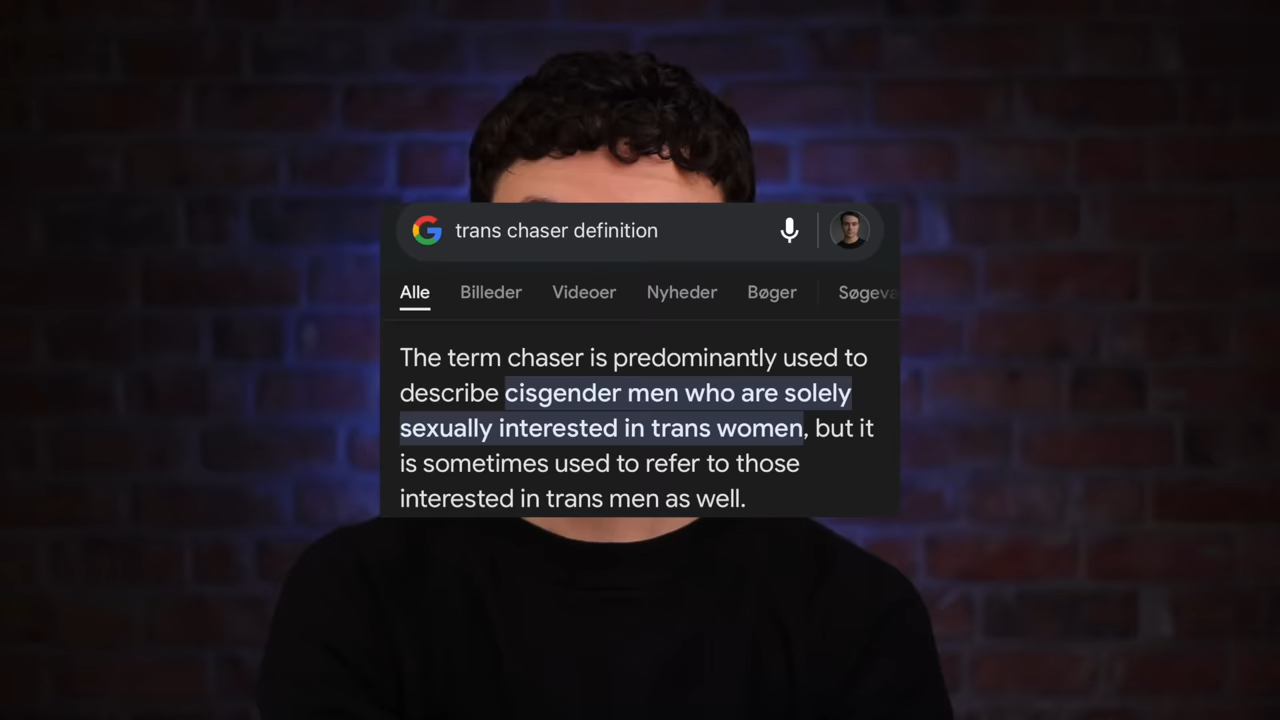 trans chaser definition
Alle Billeder Videoer Nyheder Bøger Søgeva
The term chaser is predominantly used to
describe cisgender men who are solely
sexually interested in trans women, but it
is sometimes used to refer to those
interested in trans men as well.